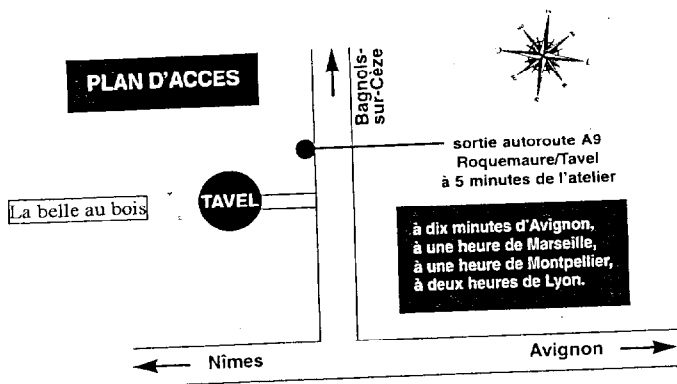 PLAN D'ACCES
Bagnois-
sur-Cèze
sortie autoroute A9
Roquemaure/Tavel
à 5 minutes de l'atelier
La belle au bois
TAVEL
à dix minutes d'Avignon,
à une heure de Marseille,
à une heure de Montpellier,
à deux heures de Lyon.
Nîmes
Avignon